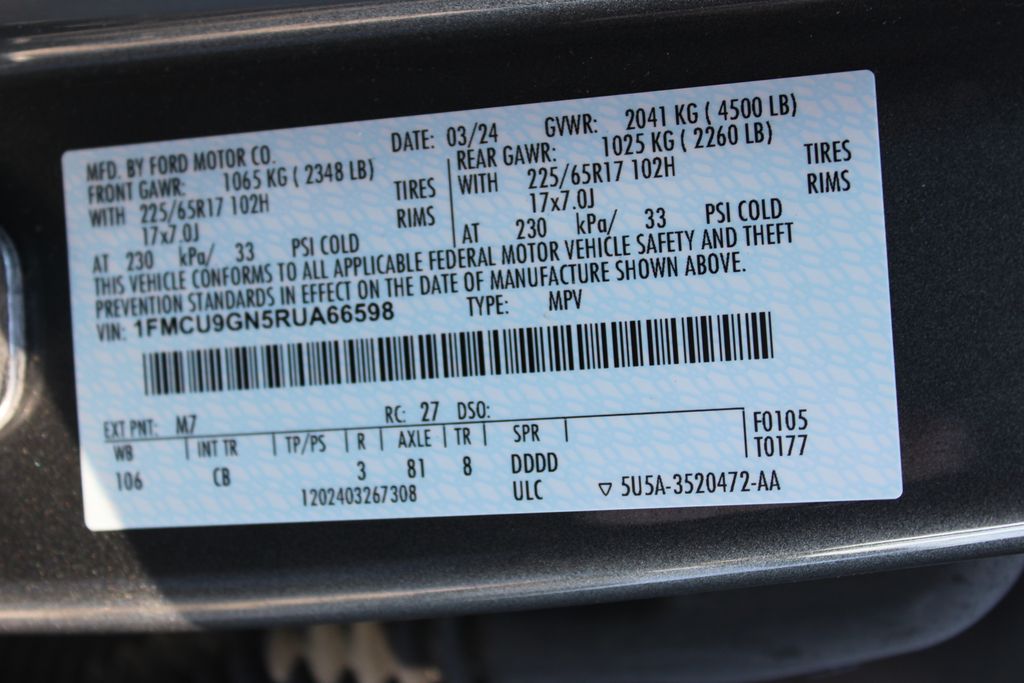 MFD. BY FORD MOTOR CO.
DATE: 03/24 GVWR: 2041 KG ( 4500 LB)
FRONT GAWR: 1065 KG ( 2348 LB) REAR GAWR: 1025 KG ( 2260 LB)
WITH 225/65R17 102H TIRES WITH 225/65R17 102H TIRES
17x7.0J RIMS 17x7.0J RIMS
AT 230 kPa/ 33 PSI COLD AT 230 kPa/ 33 PSI COLD
THIS VEHICLE CONFORMS TO ALL APPLICABLE FEDERAL MOTOR VEHICLE SAFETY AND THEFT
PREVENTION STANDARDS IN EFFECT ON THE DATE OF MANUFACTURE SHOWN ABOVE.
VIN: 1FMCU9GN5RUA66598 TYPE: MPV
EXT PNT: M7 RC: 27 DSO:
WB INT TR TP/PS R AXLE TR SPR F0105
106 CB 3 81 8 DDDD T0177
1202403267308 ULC ▽ 5U5A-3520472-AA